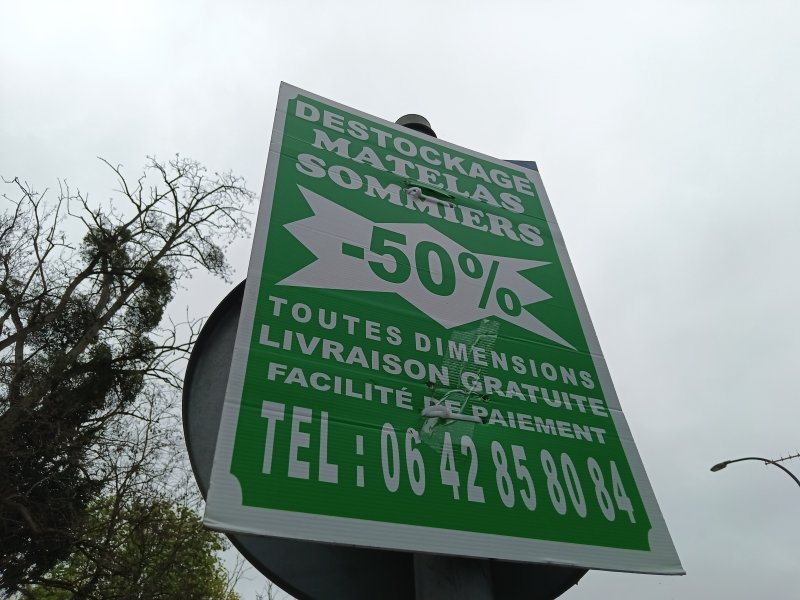 DESTOCKAGE
MATELAS
SOMMIERS
-50%
TOUTES DIMENSIONS
LIVRAISON GRATUITE
FACILITÉ DE PAIEMENT
TEL : 06 42 85 80 84